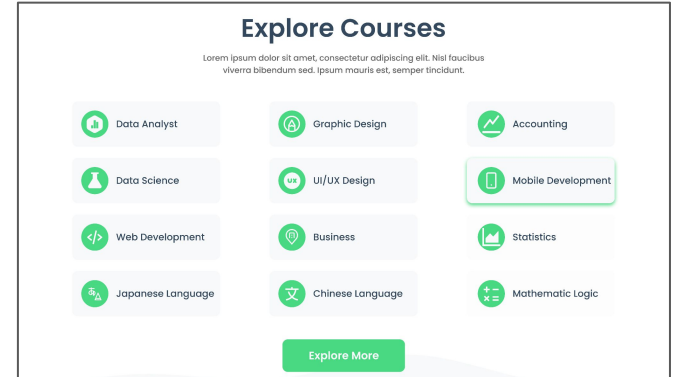 Explore Courses
Lorem ipsum dolor sit amet, consectetur adipiscing elit. Nisl faucibus
viverra bibendum sed. Ipsum mauris est, semper tincidunt.
Data Analyst
Graphic Design
Accounting
Data Science
UX
UI/UX Design
Mobile Development
</> Web Development
Business
Statistics
Japanese Language
文 Chinese Language
Mathematic Logic
Explore More